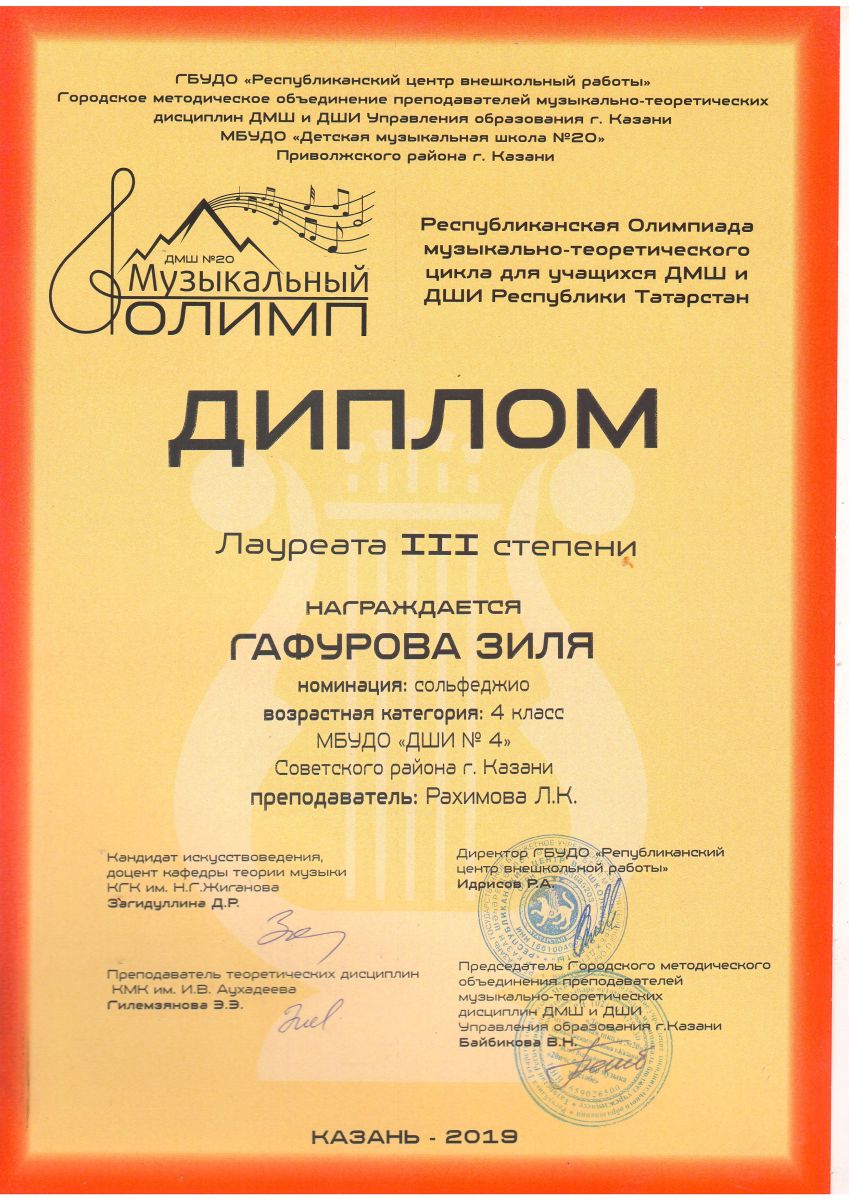 ГБУДО «Республиканский центр внешкольный работы»
Городское методическое объединение преподавателей музыкально-теоретических
дисциплин ДМШ и ДШИ Управления образования г. Казани
МБУДО «Детская музыкальная школа №20»
Приволжского района г. Казани
ДМШ №20
Музыкальный
ОЛИМП
Республиканская Олимпиада
музыкально-теоретического
цикла для учащихся ДМШ и
ДШИ Республики Татарстан
ДИПЛОМ
Лауреата III степени
НАГРАЖДАЕТСЯ
ГАФУРОВА ЗИЛЯ
номинация: сольфеджио
возрастная категория: 4 класс
МБУДО «ДШИ № 4»
Советского района г. Казани
преподаватель: Рахимова Л.К.
Кандидат искусствоведения,
доцент кафедры теории музыки
КГК им. Н.Г.Жиганова
Загидуллина Д.Р.
Преподаватель теоретических дисциплин
КМК им. И.В. Аухадеева
Гилемзянова Э.Э.
Директор ГБУДО «Републиканский
центр внешкольной работы»
Идрисов Р.А.
ТАТАРСТАН
Председатель Городского методического
объединения преподавателей
музыкально-теоретических
дисциплин ДМШ и ДШИ
Управления образования г.Казани
Байбикова В.Н.
КАЗАНЬ - 2019